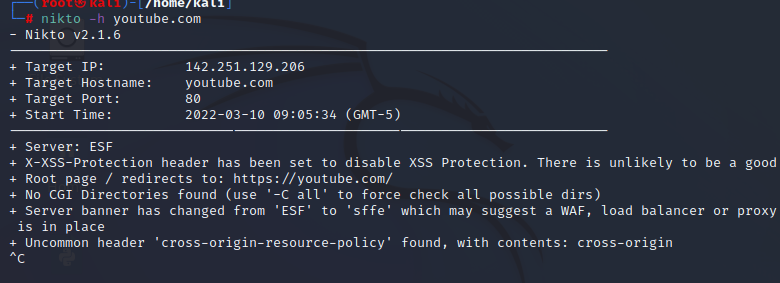 (root㉿kali)-[/home/kali]
# nikto -h youtube.com
- Nikto v2.1.6
+ Target IP: 142.251.129.206
+ Target Hostname: youtube.com
+ Target Port: 80
+ Start Time: 2022-03-10 09:05:34 (GMT-5)
+ Server: ESF
+ X-XSS-Protection header has been set to disable XSS Protection. There is unlikely to be a good
+ Root page / redirects to: https://youtube.com/
+ No CGI Directories found (use '-C all' to force check all possible dirs)
+ Server banner has changed from 'ESF' to 'sffe' which may suggest a WAF, load balancer or proxy
is in place
+ Uncommon header 'cross-origin-resource-policy' found, with contents: cross-origin
^C